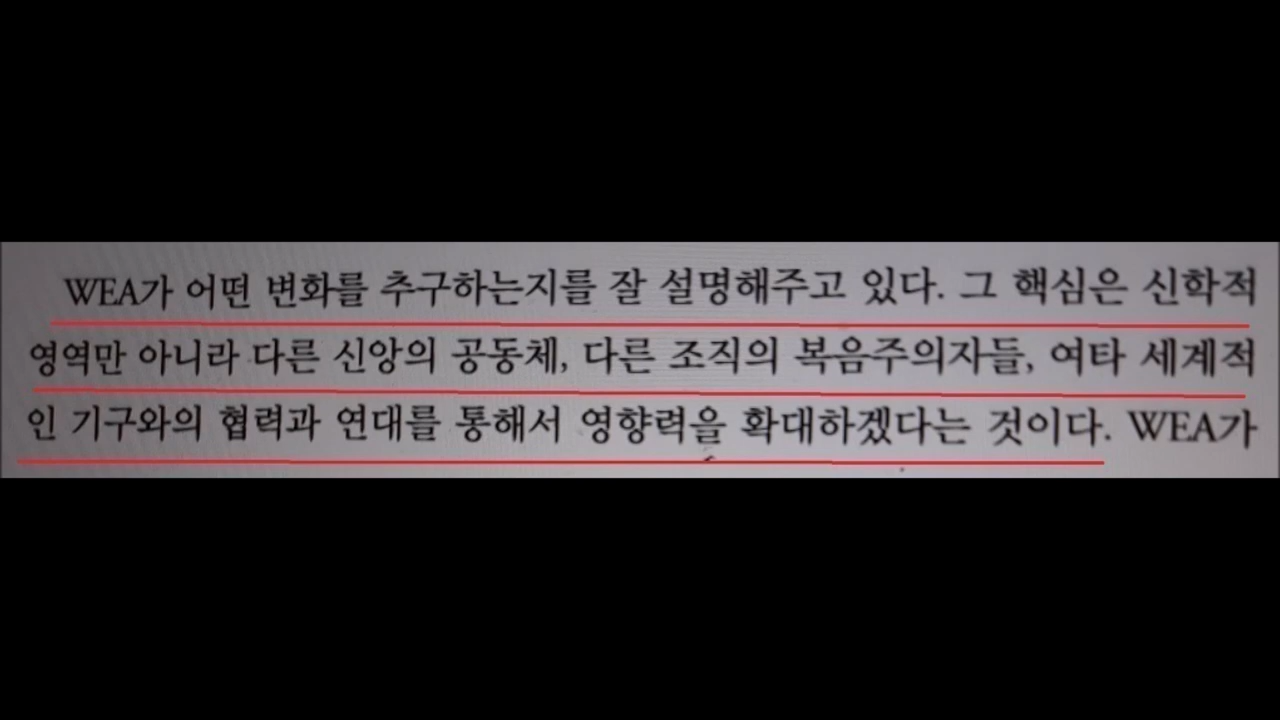 WEA가 어떤 변화를 추구하는지를 잘 설명해주고 있다. 그 핵심은 신학적
영역만 아니라 다른 신앙의 공동체, 다른 조직의 복음주의자들, 여타 세계적
인 기구와의 협력과 연대를 통해서 영향력을 확대하겠다는 것이다. WEA가